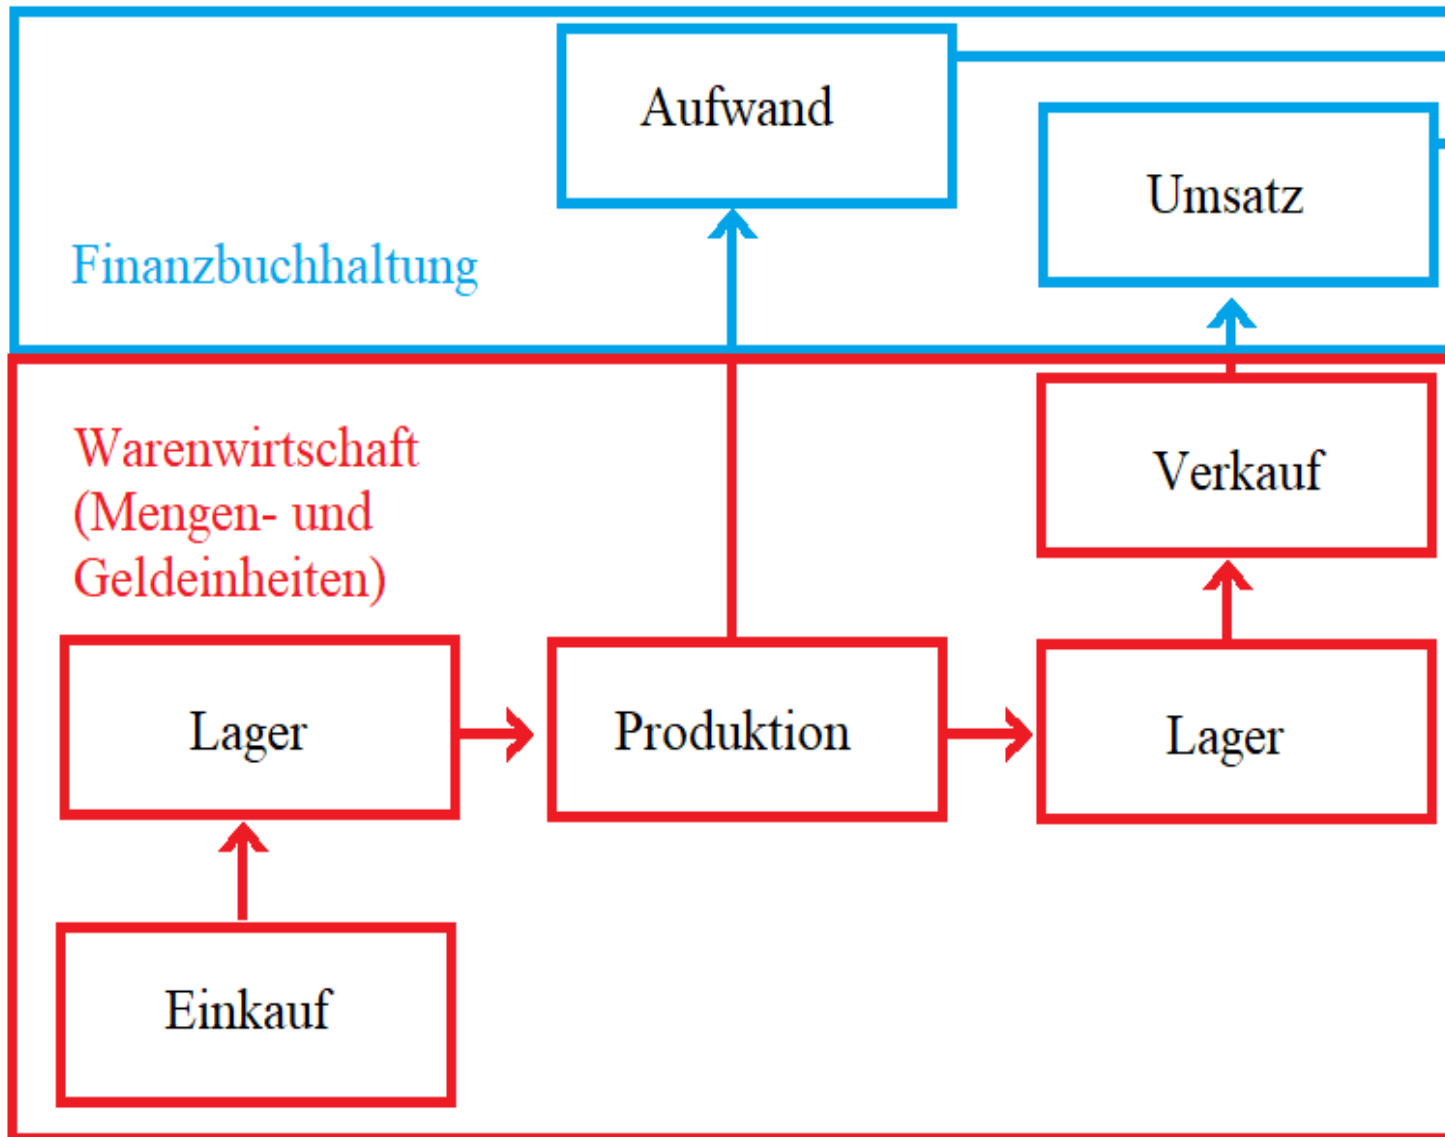 Aufwand
Umsatz
Finanzbuchhaltung
Warenwirtschaft
(Mengen- und
Geldeinheiten)
Verkauf
Lager
Produktion
Lager
Einkauf